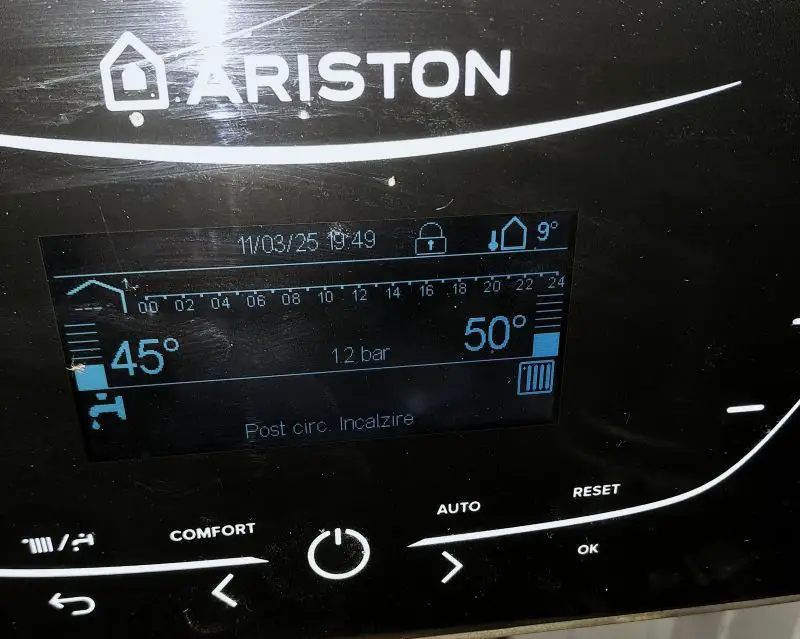 ARISTON
11/03/25 19:49 9°
00 02 04 06 08 10 12 14 16 18 20 22 24
45° 1.2 bar 50°
Post circ. Incalzire
COMFORT AUTO RESET
OK